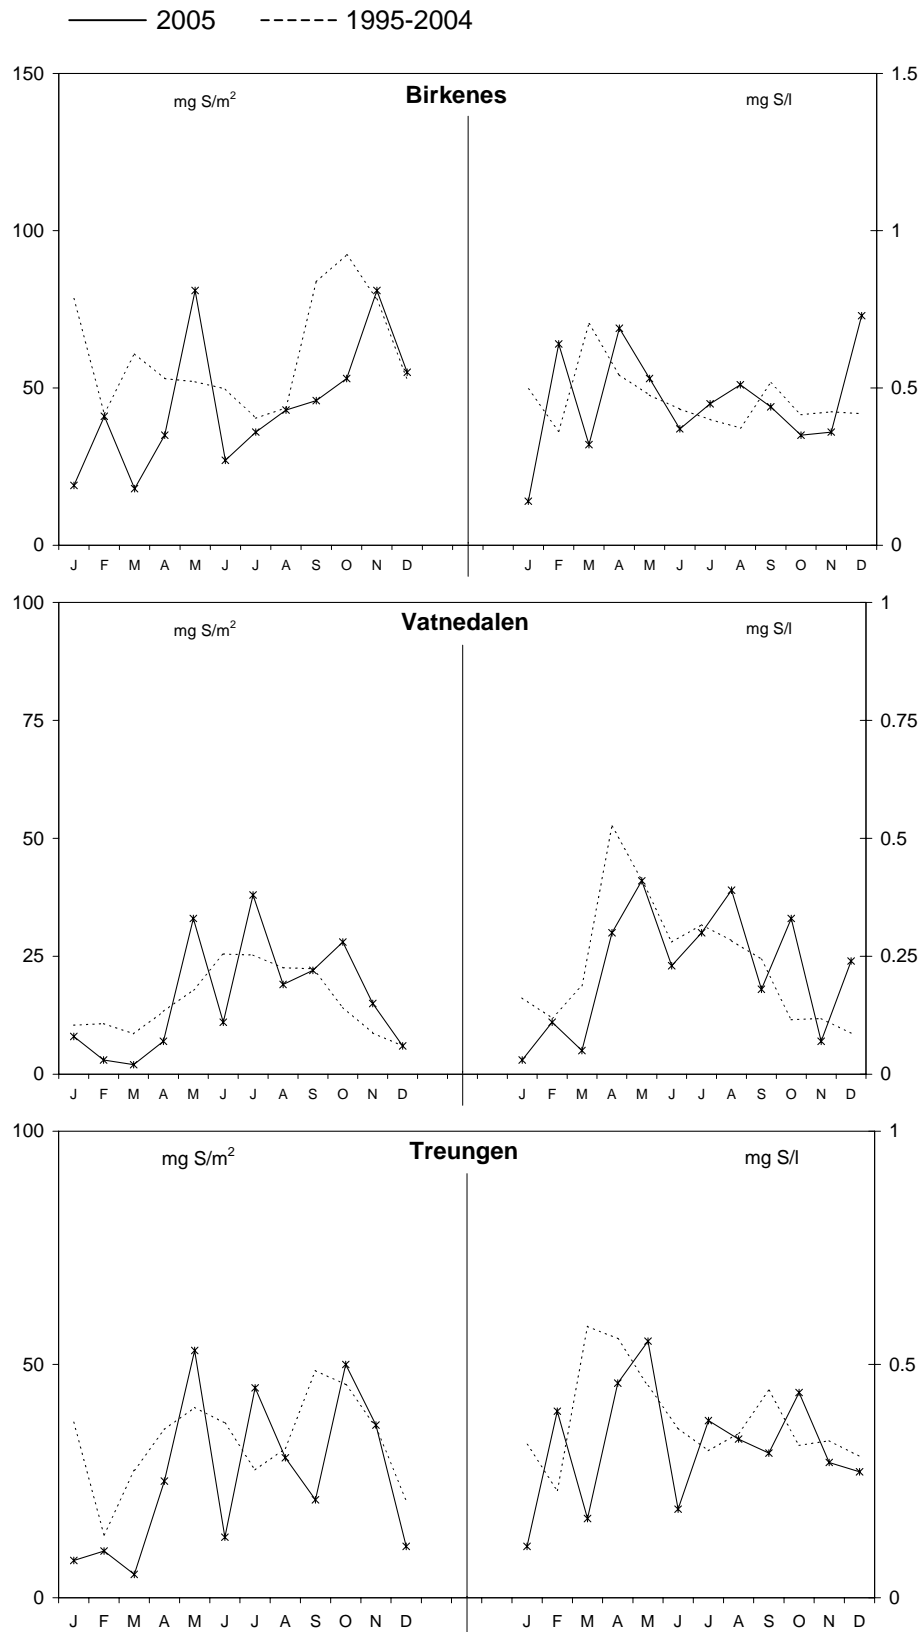 2005 1995-2004
150 1.5
mg S/m² Birkenes mg S/l
100 1
50 0.5
0 0
J F M A M J J A S O N D J F M A M J J A S O N D
100 1
mg S/m² Vatnedalen mg S/l
75 0.75
50 0.5
25 0.25
0 0
J F M A M J J A S O N D J F M A M J J A S O N D
100 1
mg S/m² Treungen mg S/l
50 0.5
0 0
J F M A M J J A S O N D J F M A M J J A S O N D